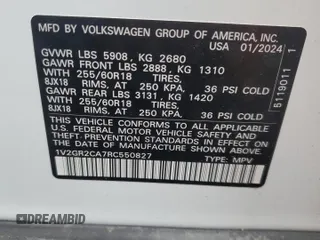 MFD BY VOLKSWAGEN GROUP OF AMERICA, INC.
USA 01/2024
GVWR LBS 5908, KG 2680
GAWR FRONT LBS 2888, KG 1310
WITH 255/60R18 TIRES,
8JX18 RIMS, AT 250 KPA, 36 PSI COLD
GAWR REAR LBS 3131, KG 1420
WITH 255/60R18 TIRES,
8JX18 RIMS, AT 250 KPA, 36 PSI COLD
THIS VEHICLE CONFORMS TO ALL APPLICABLE
FEDERAL MOTOR VEHICLE SAFETY AND THEFT
PREVENTION STANDARDS IN EFFECT ON THE
DATE OF MANUFACTURE SHOWN ABOVE.
1V2GR2CA7RC550827 TYPE: MPV
5119011 1
DIASBID